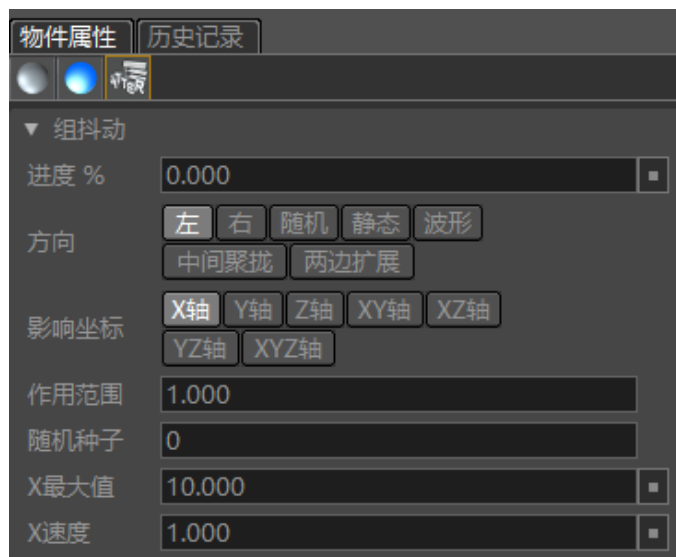 物件属性 历史记录
▼ 组抖动
进度 % 0.000
方向 左 右 随机 静态 波形
中间聚拢 两边扩展
影响坐标 X轴 Y轴 Z轴 XY轴 XZ轴
YZ轴 XYZ轴
作用范围 1.000
随机种子 0
X最大值 10.000
X速度 1.000